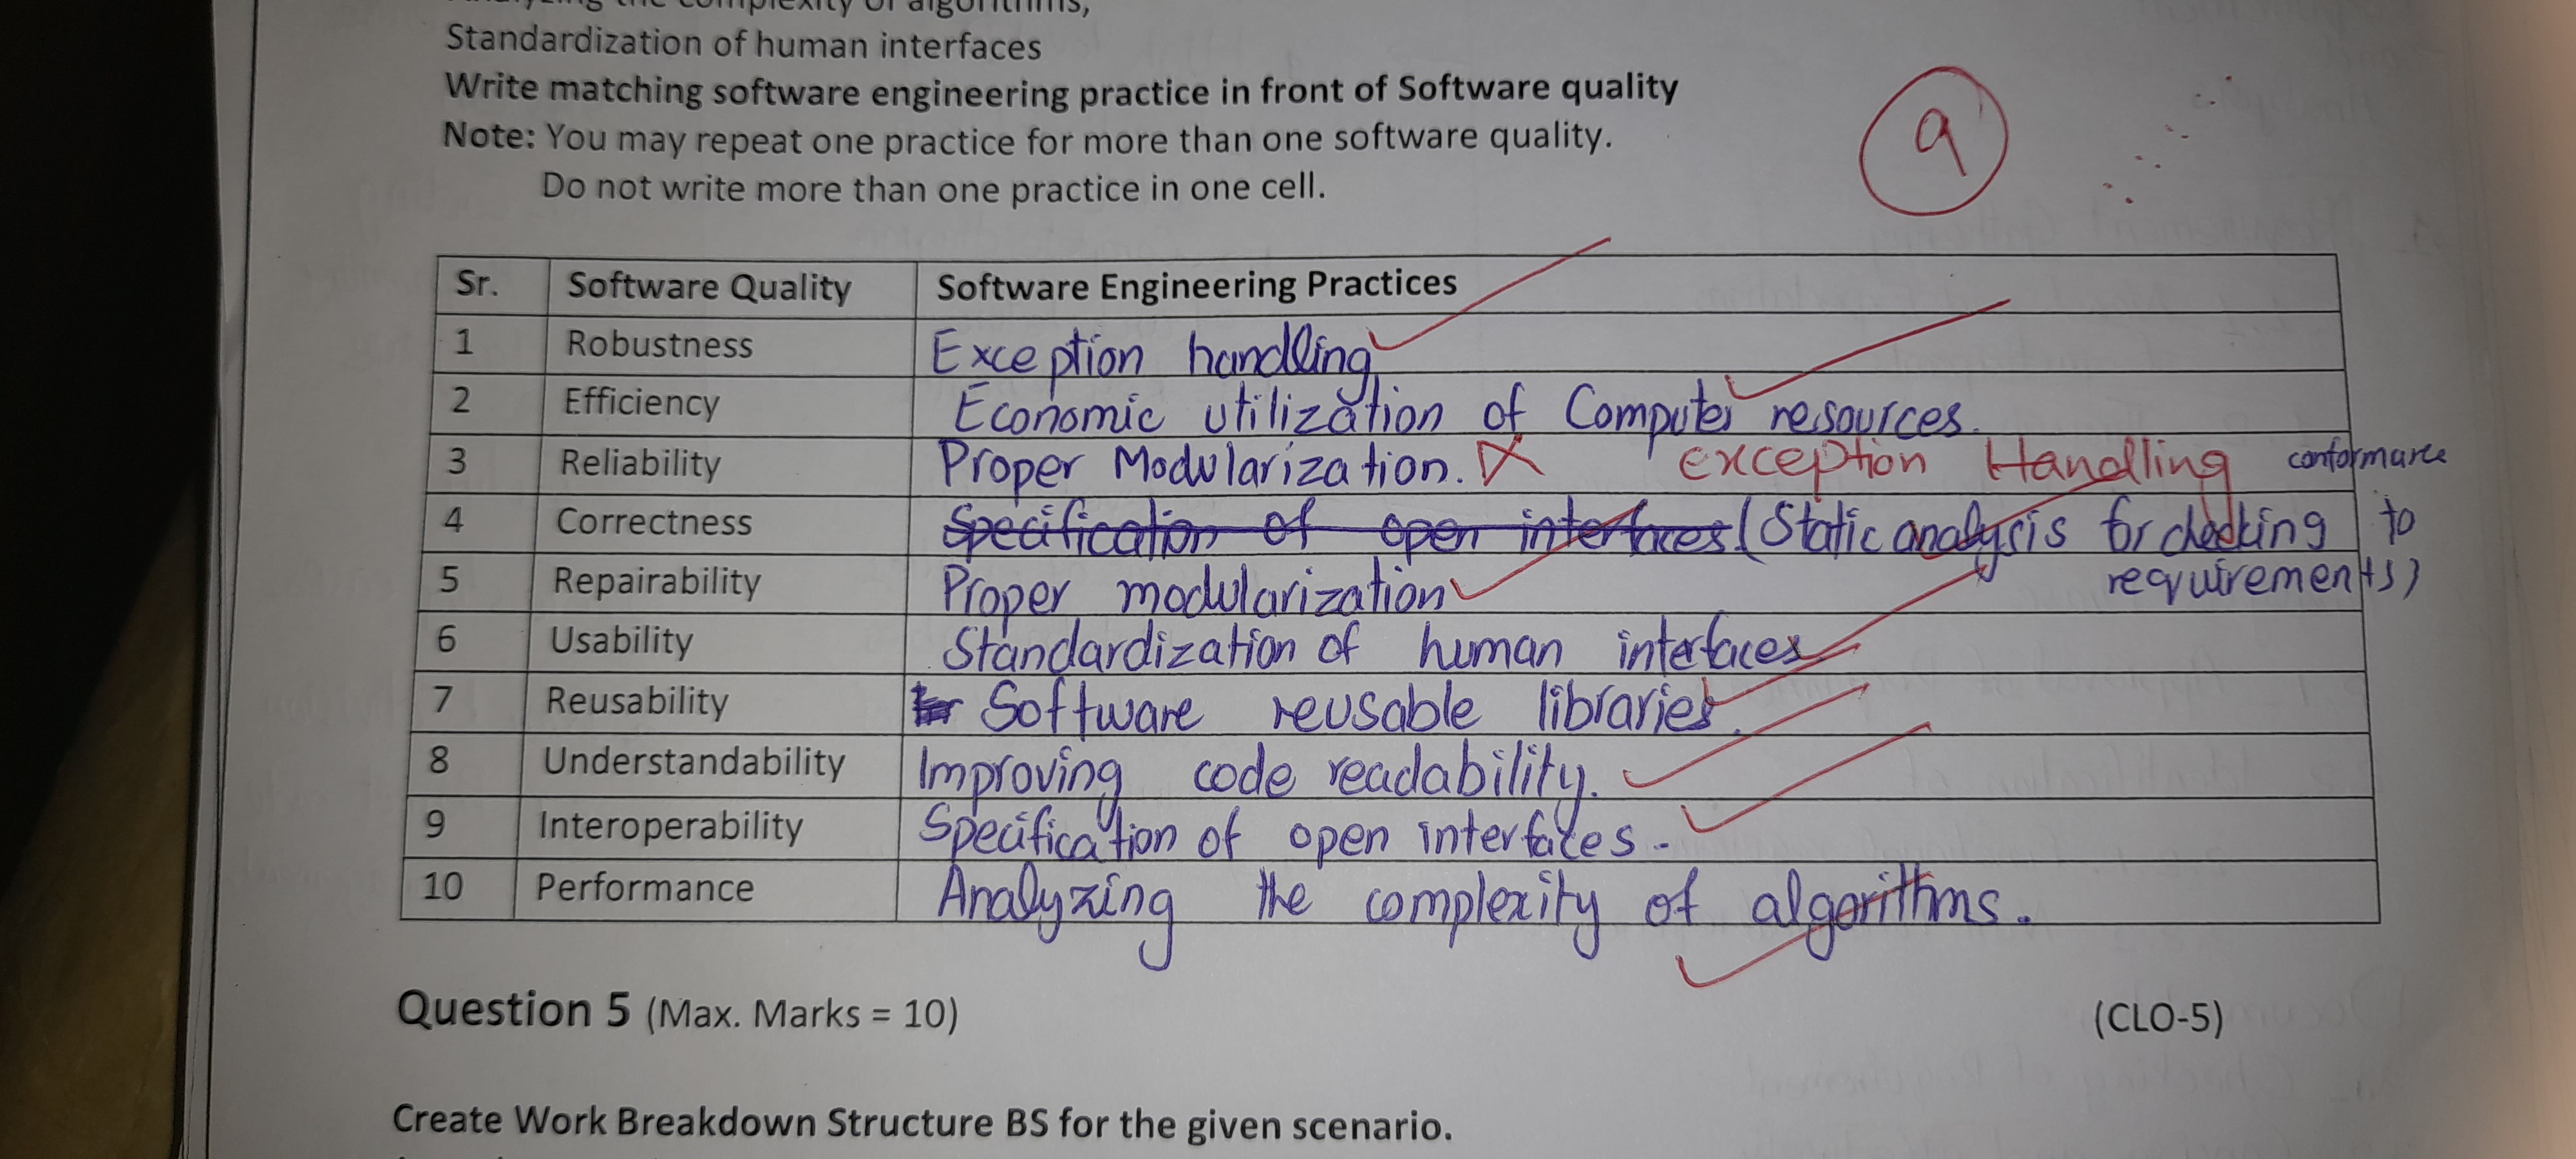 complexity of algorithms,
Standardization of human interfaces
Write matching software engineering practice in front of Software quality
Note: You may repeat one practice for more than one software quality.
Do not write more than one practice in one cell.
9
Sr. Software Quality Software Engineering Practices
1 Robustness Exception handling
2 Efficiency Economic utilization of Computer resources.
3 Reliability Proper Modularization. X exception Handling
4 Correctness Specification of open interfaces (Static analysis for checking conformance to requirements)
5 Repairability Proper modularization
6 Usability Standardization of human interfaces
7 Reusability Software reusable libraries.
8 Understandability Improving code readability.
9 Interoperability Specification of open interfaces.
10 Performance Analyzing the complexity of algorithms.
Question 5 (Max. Marks = 10) (CLO-5)
Create Work Breakdown Structure BS for the given scenario.